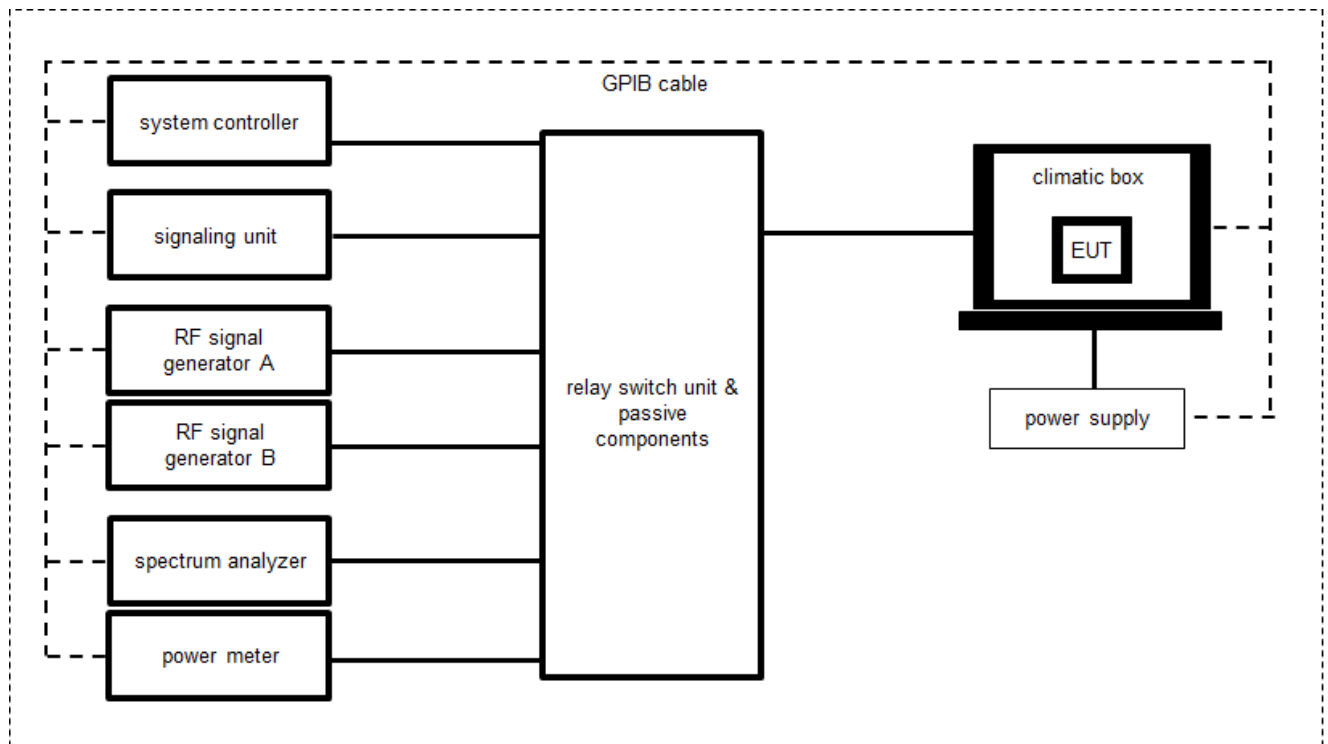 GPIB cable
system controller
signaling unit
RF signal
generator A
RF signal
generator B
spectrum analyzer
power meter
relay switch unit &
passive
components
climatic box
EUT
power supply